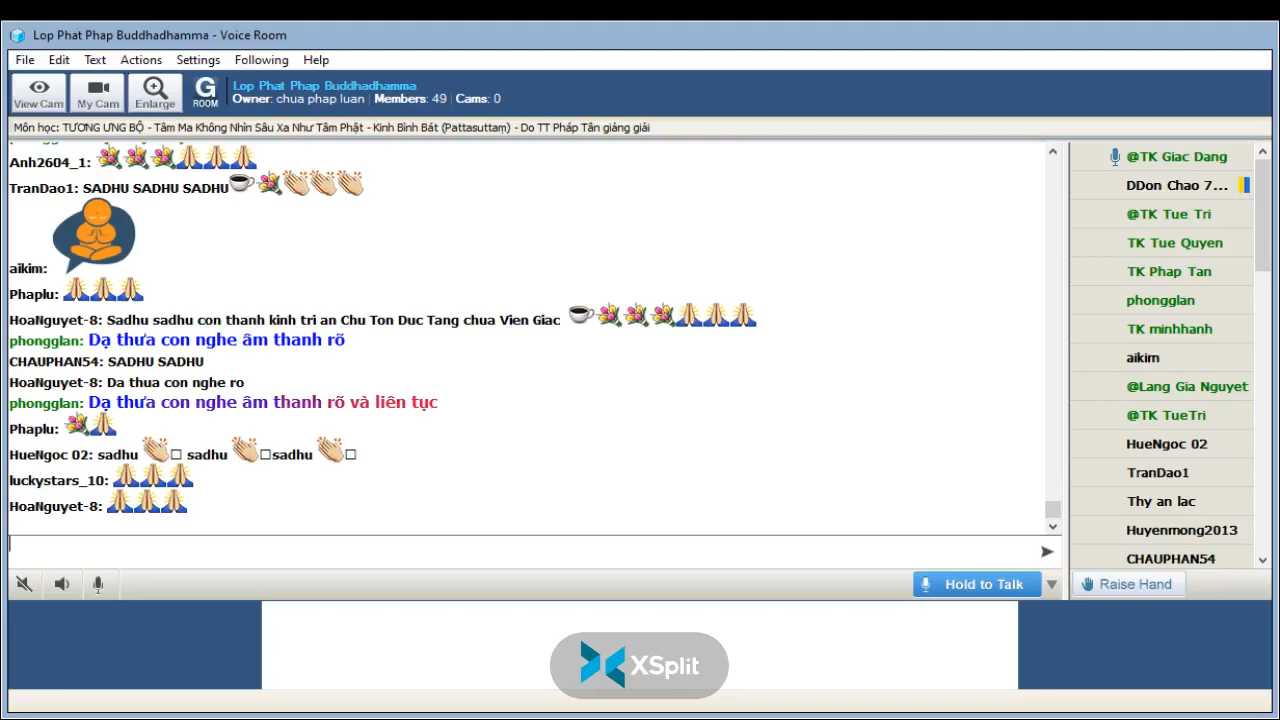 Lop Phat Phap Buddhadhamma - Voice Room
File Edit Text Actions Settings Following Help
View Cam My Cam Enlarge G ROOM
Lop Phat Phap Buddhadhamma
Owner: chua phap luan | Members: 49 | Cams: 0
Môn học: TƯƠNG ƯNG BỘ - Tâm Ma Không Nhìn Sâu Xa Như Tâm Phật - Kinh Bình Bát (Pattasuttaṃ) - Do TT Pháp Tân giảng giải
Anh2604_1:
TranDao1: SADHU SADHU SADHU
aikim:
Phaplu:
HoaNguyet-8: Sadhu sadhu con thanh kinh tri an Chu Ton Duc Tang chua Vien Giac
phongglan: Dạ thưa con nghe âm thanh rõ
CHAUPHAN54: SADHU SADHU
HoaNguyet-8: Da thua con nghe ro
phongglan: Dạ thưa con nghe âm thanh rõ và liên tục
Phaplu:
HueNgoc 02: sadhu sadhu sadhu
luckystars_10:
HoaNguyet-8:
@TK Giac Dang
DDon Chao 7...
@TK Tue Tri
TK Tue Quyen
TK Phap Tan
phongglan
TK minhhanh
aikim
@Lang Gia Nguyet
@TK TueTri
HueNgoc 02
TranDao1
Thy an lac
Huyenmong2013
CHAUPHAN54
Hold to Talk
Raise Hand
XSplit